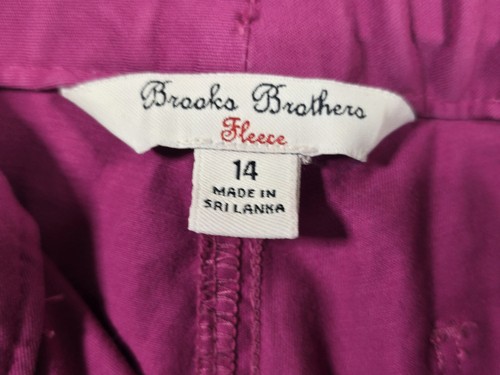 Brooks Brothers
Fleece
14
MADE IN
SRI LANKA